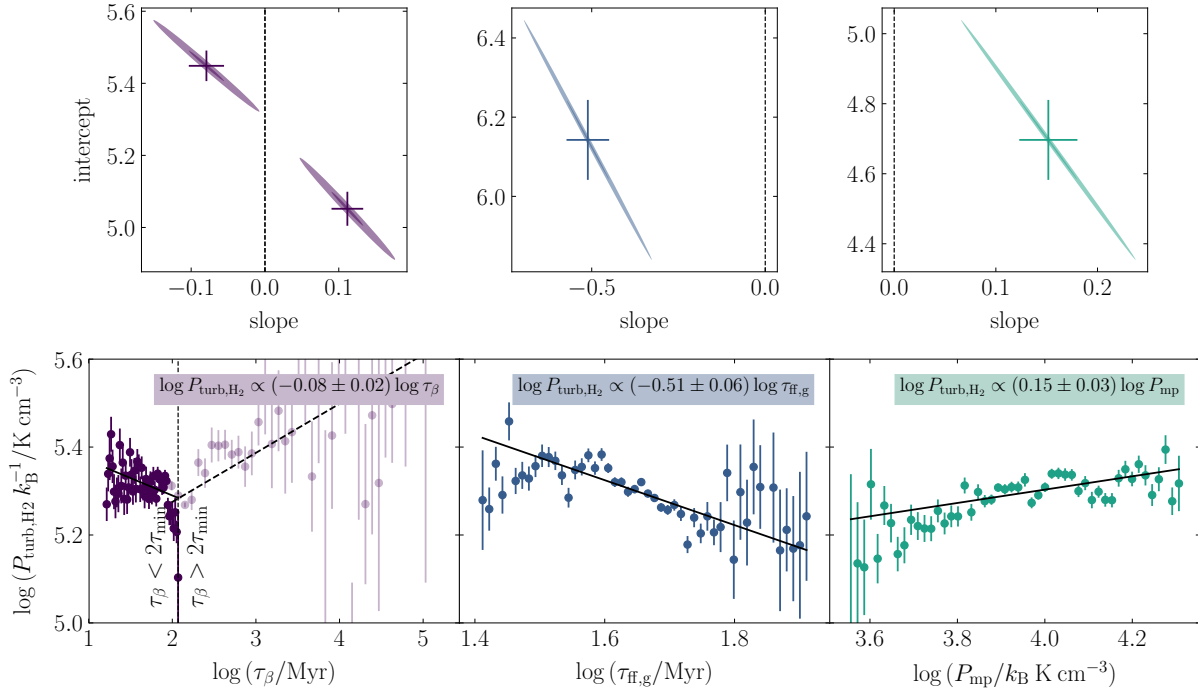 5.6
5.4
5.2
5.0
intercept
−0.1
0.0
0.1
slope
6.4
6.2
6.0
−0.5
0.0
slope
5.0
4.8
4.6
4.4
0.0
0.1
0.2
slope
5.6
5.4
5.2
5.0
log (P_turb,H2 k_B^−1/K cm^−3)
log P_turb,H₂ ∝ (−0.08 ± 0.02) log τ_β
τ_β < 2τ_min
τ_β > 2τ_min
1
2
3
4
5
log (τ_β/Myr)
log P_turb,H₂ ∝ (−0.51 ± 0.06) log τ_ff,g
1.4
1.6
1.8
log (τ_ff,g/Myr)
log P_turb,H₂ ∝ (0.15 ± 0.03) log P_mp
3.6
3.8
4.0
4.2
log (P_mp/k_B K cm^−3)